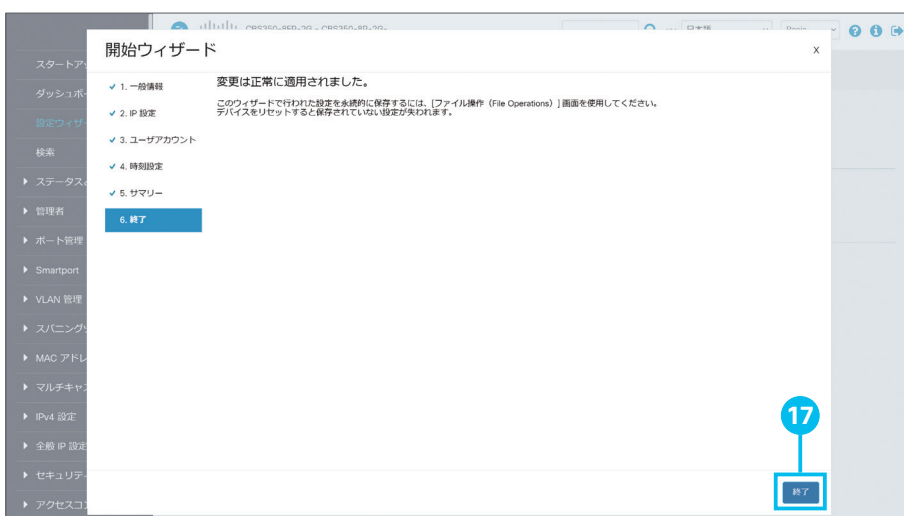 CBS350-8FP-2G - CBS350-8P-2G-
日本語
開始ウィザード
x
スタートア
ダッシュボー
設定ウィザ
検索
ステータス
管理者
ポート管理
Smartport
VLAN 管理
スパニング
MAC アドレ
マルチキャス
IPv4 設定
全般 IP 設定
セキュリティ
アクセスコン
✓ 1. 一般情報
✓ 2. IP 設定
✓ 3. ユーザアカウント
✓ 4. 時刻設定
✓ 5. サマリー
6. 終了
変更は正常に適用されました。
このウィザードで行われた設定を永続的に保存するには、[ファイル操作（File Operations）] 画面を使用してください。
デバイスをリセットすると保存されていない設定が失われます。
17
終了